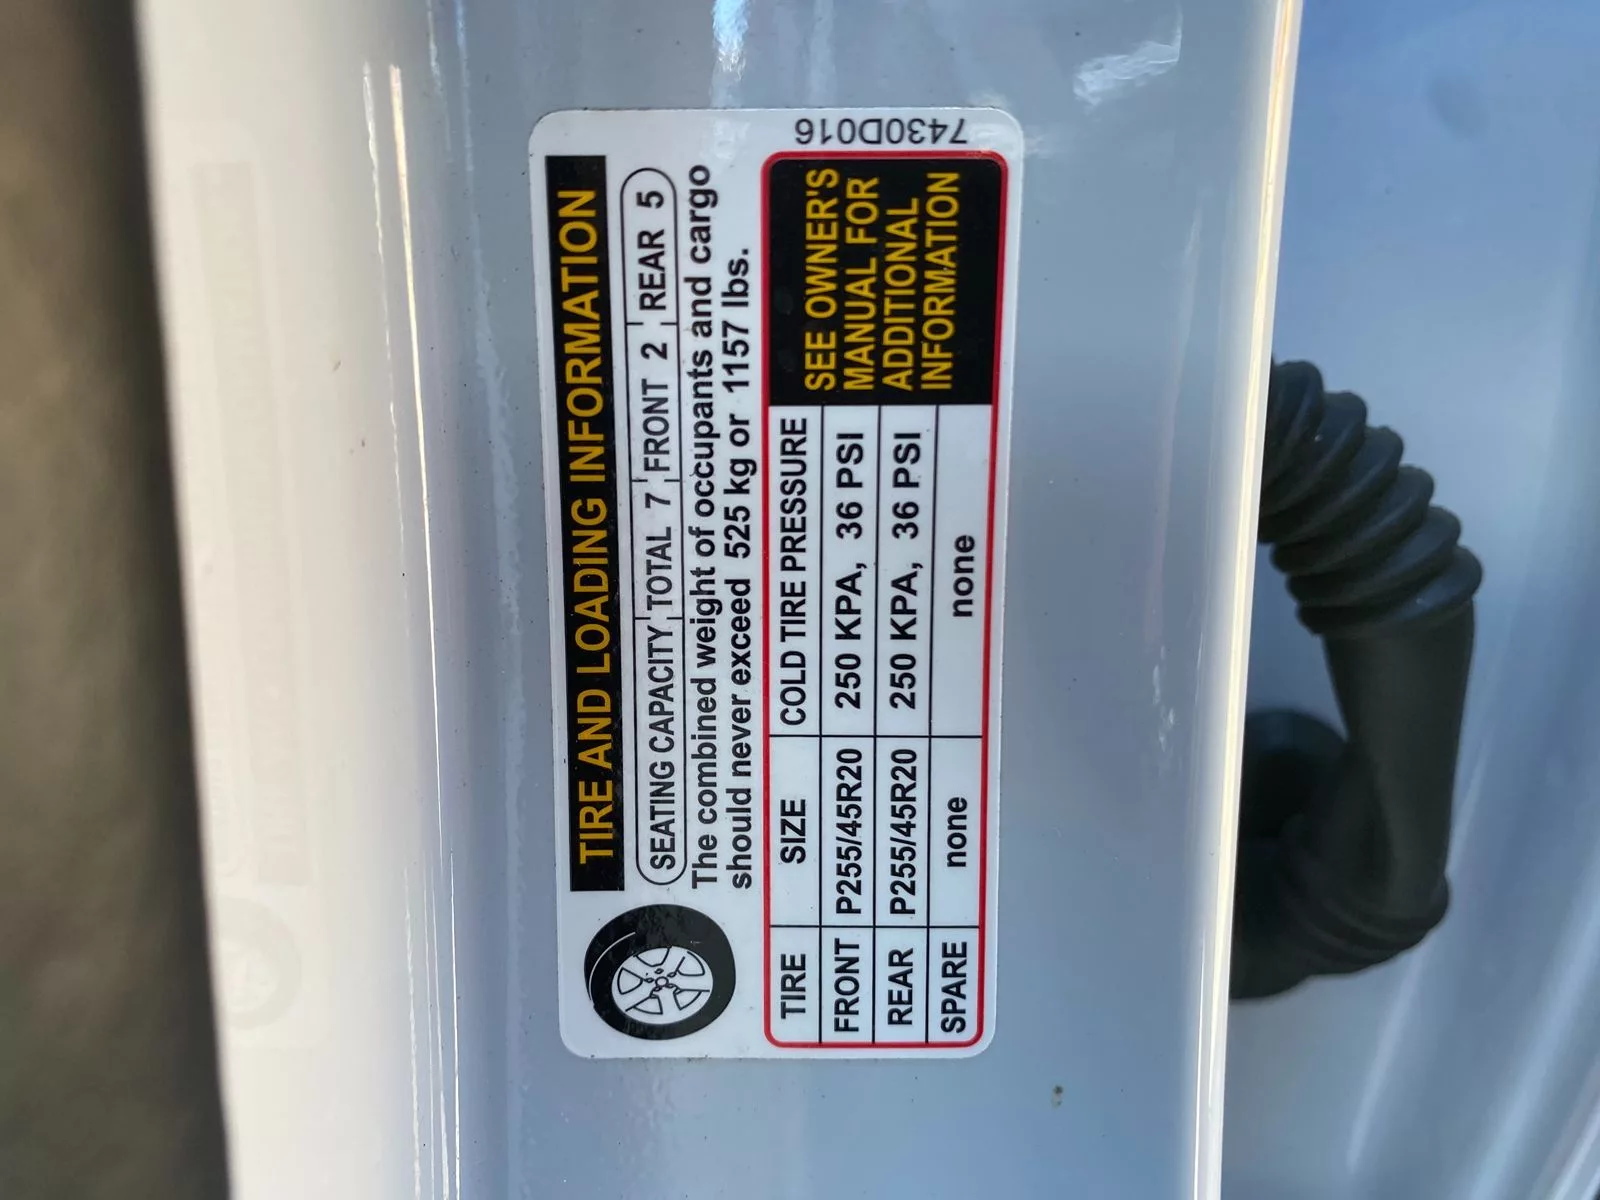 TIRE AND LOADING INFORMATION
SEATING CAPACITY TOTAL 7 FRONT 2 REAR 5
The combined weight of occupants and cargo
should never exceed 525 kg or 1157 lbs.
TIRE SIZE COLD TIRE PRESSURE
FRONT P255/45R20 250 KPA, 36 PSI
REAR P255/45R20 250 KPA, 36 PSI
SPARE none none
SEE OWNER'S
MANUAL FOR
ADDITIONAL
INFORMATION
7430D016